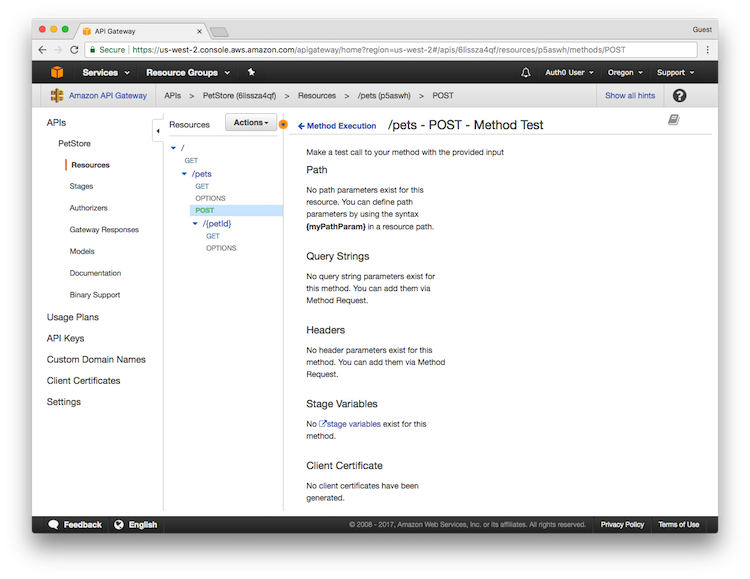 API Gateway
Guest
Secure https://us-west-2.console.aws.amazon.com/apigateway/home?region=us-west-2#/apis/6lissza4qf/resources/p5aswh/methods/POST
Services Resource Groups Auth0 User Oregon Support
Amazon API Gateway APIs > PetStore (6lissza4qf) > Resources > /pets (p5aswh) > POST Show all hints ?
APIs
PetStore
Resources
Stages
Authorizers
Gateway Responses
Models
Documentation
Binary Support
Usage Plans
API Keys
Custom Domain Names
Client Certificates
Settings
Resources Actions
/
GET
/pets
GET
OPTIONS
POST
/{petId}
GET
OPTIONS
Method Execution /pets - POST - Method Test
Make a test call to your method with the provided input
Path
No path parameters exist for this
resource. You can define path
parameters by using the syntax
{myPathParam} in a resource path.
Query Strings
No query string parameters exist for
this method. You can add them via
Method Request.
Headers
No header parameters exist for this
method. You can add them via Method
Request.
Stage Variables
No stage variables exist for this
method.
Client Certificate
No client certificates have been
generated.
Feedback English © 2008 - 2017, Amazon Web Services, Inc. or its affiliates. All rights reserved. Privacy Policy Terms of Use